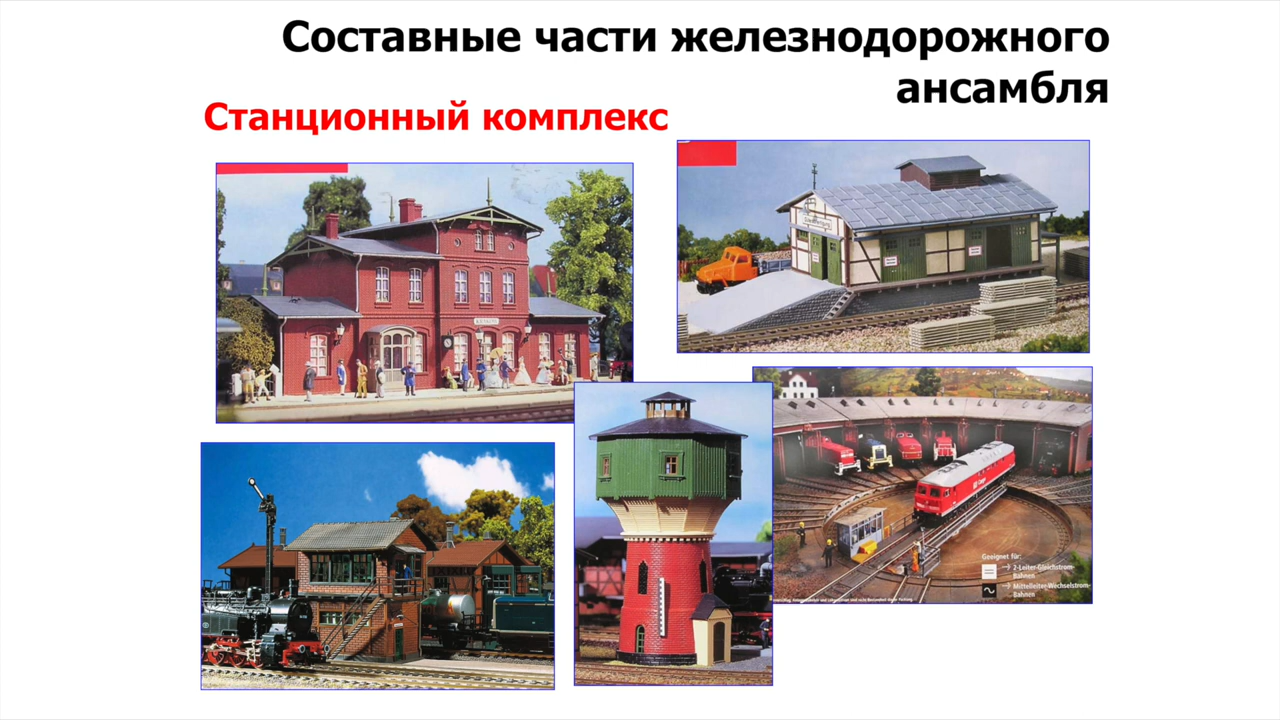 Составные части железнодорожного
ансамбля
Станционный комплекс
Geeignet für:
2-Leiter-Gleichstrom-
Bahnen
Mittelleiter-Wechselstrom-
Bahnen